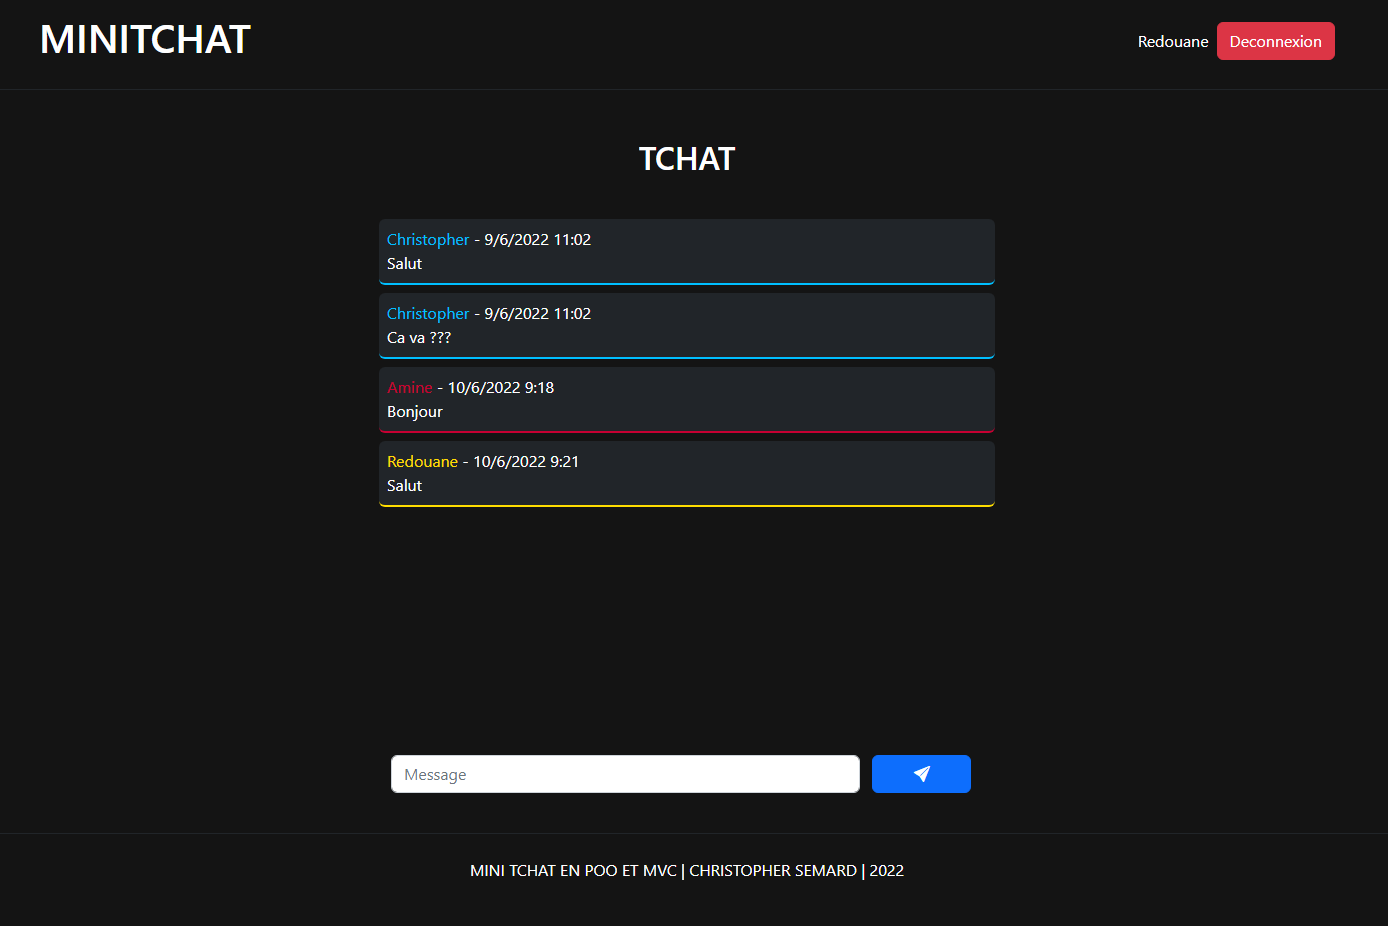 MINITCHAT
Redouane Deconnexion
TCHAT
Christopher - 9/6/2022 11:02
Salut
Christopher - 9/6/2022 11:02
Ca va ???
Amine - 10/6/2022 9:18
Bonjour
Redouane - 10/6/2022 9:21
Salut
Message
MINI TCHAT EN POO ET MVC | CHRISTOPHER SEMARD | 2022